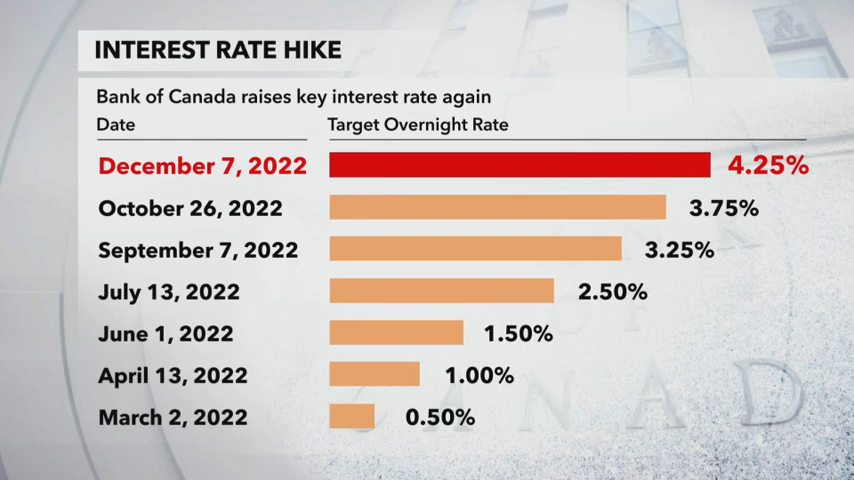 INTEREST RATE HIKE
Bank of Canada raises key interest rate again
Date Target Overnight Rate
December 7, 2022 4.25%
October 26, 2022 3.75%
September 7, 2022 3.25%
July 13, 2022 2.50%
June 1, 2022 1.50%
April 13, 2022 1.00%
March 2, 2022 0.50%